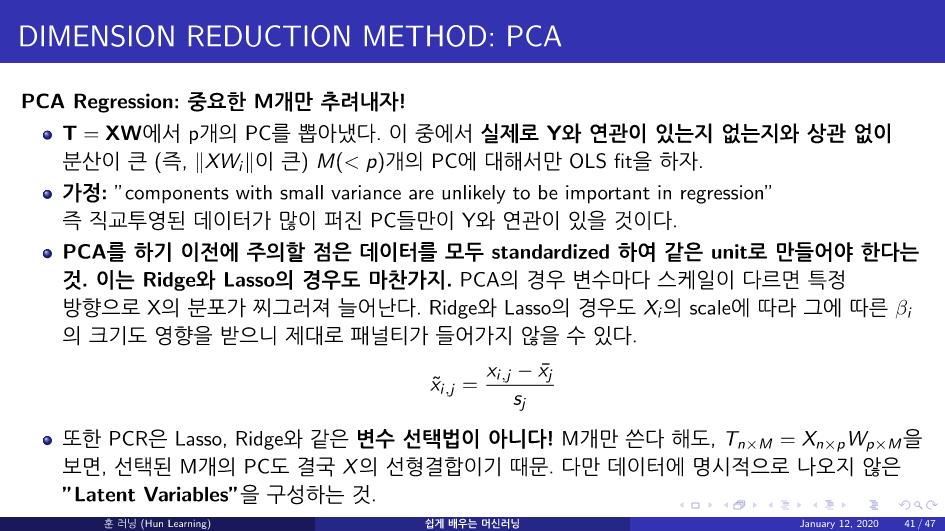 DIMENSION REDUCTION METHOD: PCA
PCA Regression: 중요한 M개만 추려내자!
T = XW에서 p개의 PC를 뽑아냈다. 이 중에서 실제로 Y와 연관이 있는지 없는지와 상관 없이
분산이 큰 (즉, ||XW_i||이 큰) M(< p)개의 PC에 대해서만 OLS fit을 하자.
가정: "components with small variance are unlikely to be important in regression"
즉 직교투영된 데이터가 많이 퍼진 PC들만이 Y와 연관이 있을 것이다.
PCA를 하기 이전에 주의할 점은 데이터를 모두 standardized 하여 같은 unit로 만들어야 한다는
것. 이는 Ridge와 Lasso의 경우도 마찬가지. PCA의 경우 변수마다 스케일이 다르면 특정
방향으로 X의 분포가 찌그러져 늘어난다. Ridge와 Lasso의 경우도 X_i의 scale에 따라 그에 따른 β_i
의 크기도 영향을 받으니 제대로 패널티가 들어가지 않을 수 있다.
x̃_{i,j} = (x_{i,j} − x̄_j) / s_j
또한 PCR은 Lasso, Ridge와 같은 변수 선택법이 아니다! M개만 쓴다 해도, T_{n×M} = X_{n×p}W_{p×M}을
보면, 선택된 M개의 PC도 결국 X의 선형결합이기 때문. 다만 데이터에 명시적으로 나오지 않은
"Latent Variables"을 구성하는 것.
훈 러닝 (Hun Learning) 쉽게 배우는 머신러닝 January 12, 2020 41 / 47